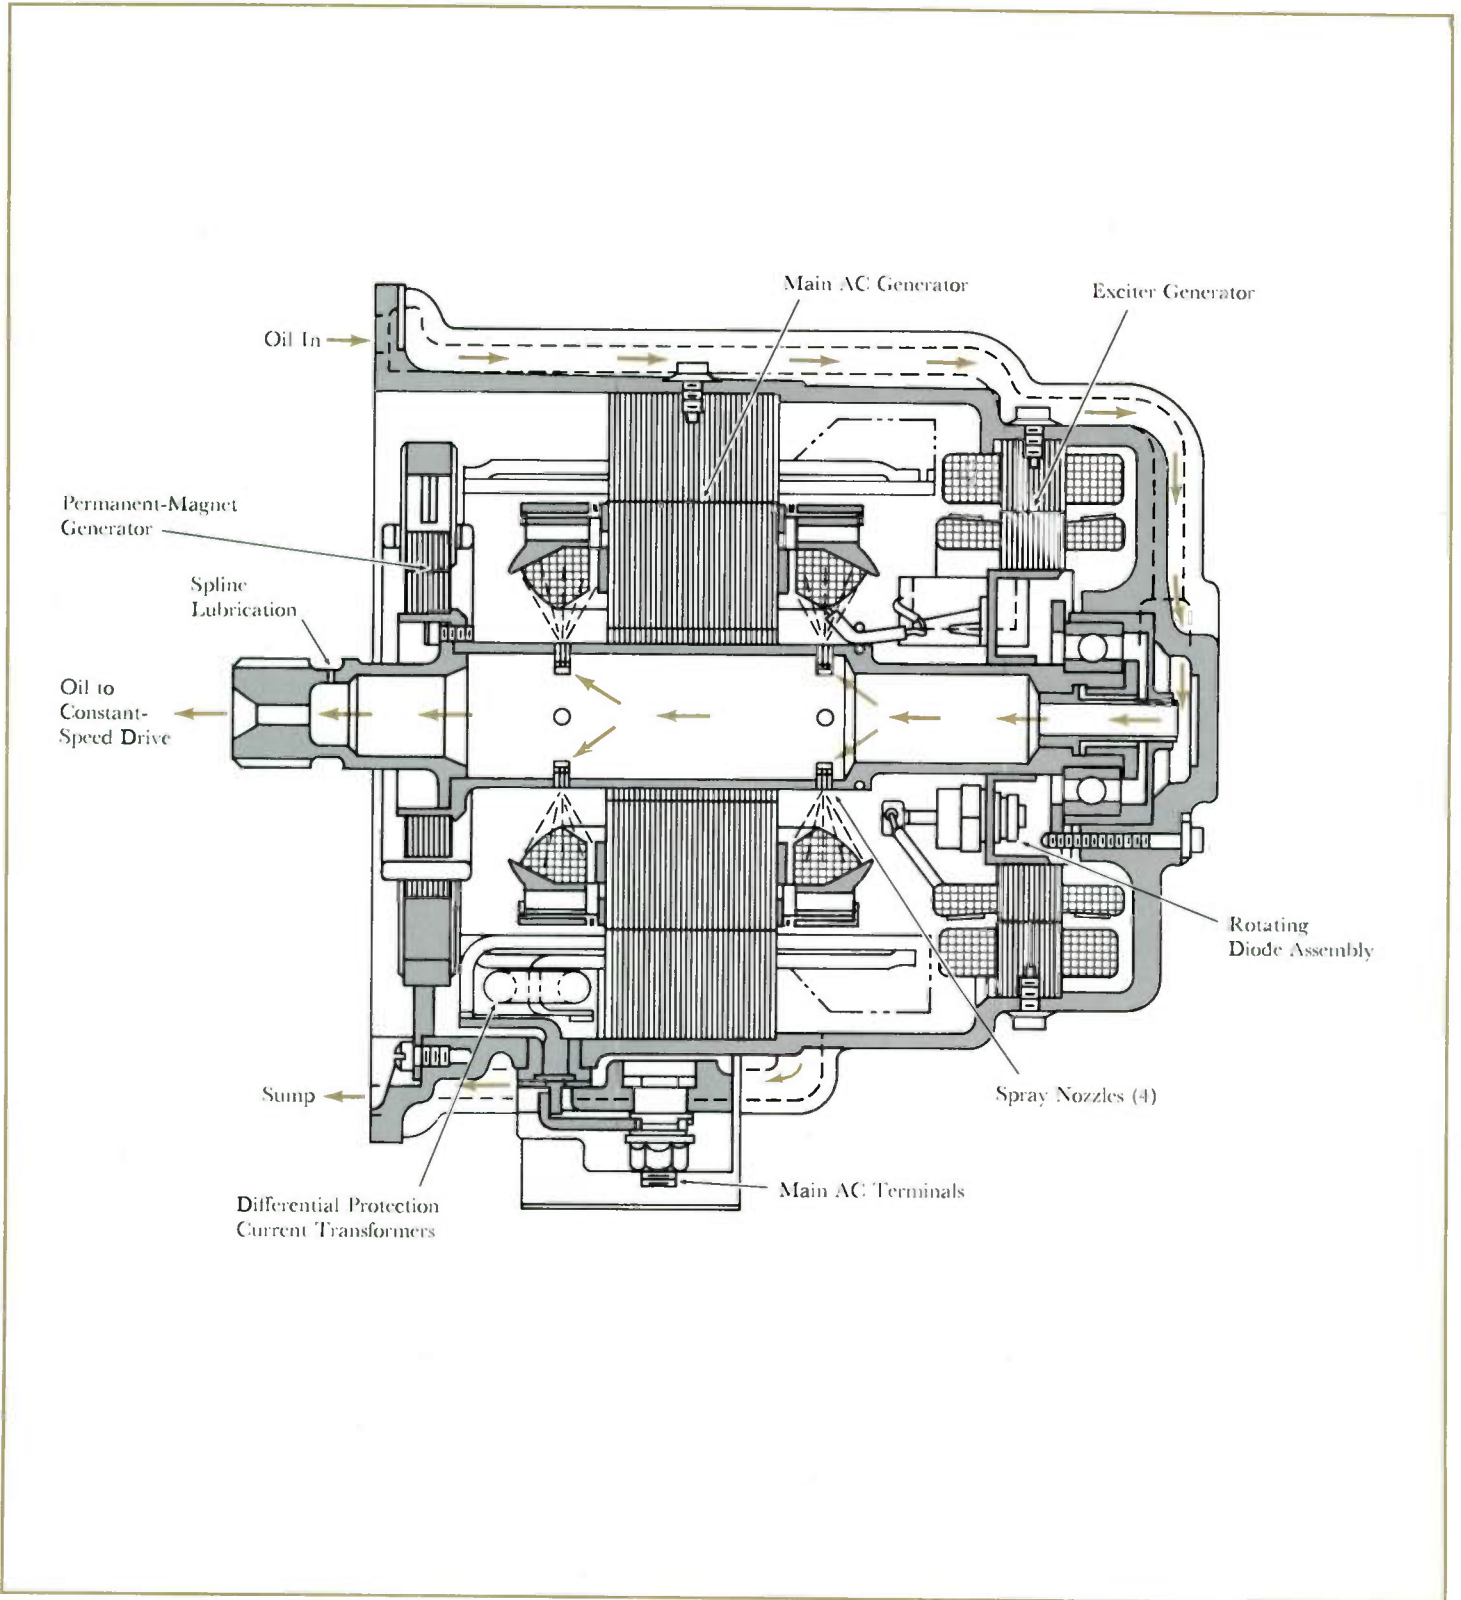 Main AC Generator
Exciter Generator
Oil In
Permanent-Magnet
Generator
Spline
Lubrication
Oil to
Constant-
Speed Drive
Rotating
Diode Assembly
Sump
Spray Nozzles (4)
Main AC Terminals
Differential Protection
Current Transformers